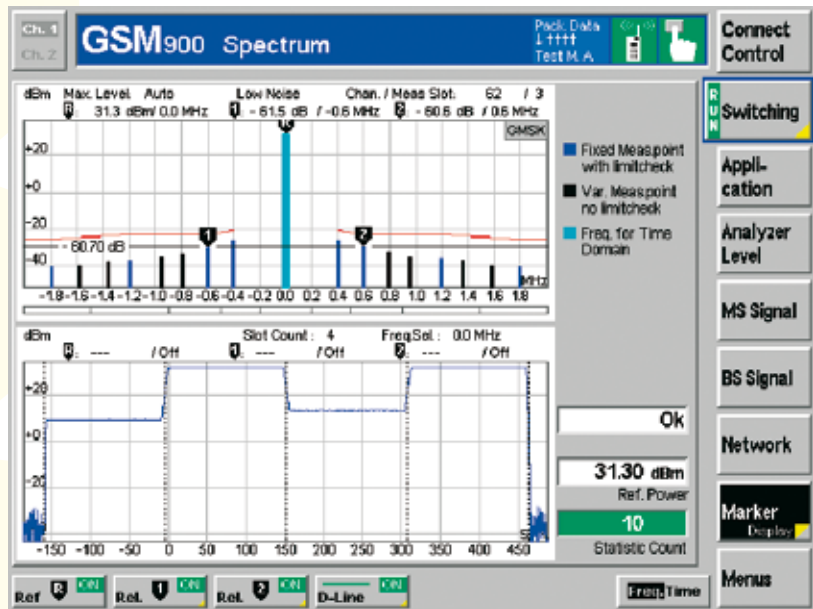 Ch. 1
Ch. 2
GSM900 Spectrum
Pack. Data
Test M. A
Connect
Control
dBm Max. Level: Auto Low Noise Chan. / Meas Slot: 62 / 3
R: 31.3 dBm/ 0.0 MHz 1: - 61.5 dB / -0.6 MHz 2: - 60.6 dB / 0.6 MHz
GMSK
+20
+0
-20
-40
- 60.70 dB
1
2
MHz
-1.8 -1.6 -1.4 -1.2 -1.0 -0.8 -0.6 -0.4 -0.2 0.0 0.2 0.4 0.6 0.8 1.0 1.2 1.4 1.6 1.8
Fixed Meas.point
with limitcheck
Var. Meas.point
no limitcheck
Freq. for Time
Domain
dBm Slot Count : 4 Freq.Sel. : 0.0 MHz
R: --- / Off 1: --- / Off 2: --- / Off
+20
+0
-20
-150 -100 -50 0 50 100 150 200 250 300 350 400 450
Ok
31.30 dBm
Ref. Power
10
Statistic Count
RUN
Switching
Appli-
cation
Analyzer
Level
MS Signal
BS Signal
Network
Marker
Display
Menus
Ref R ON
Rel. 1 ON
Rel. 2 ON
D-Line ON
Freq. Time